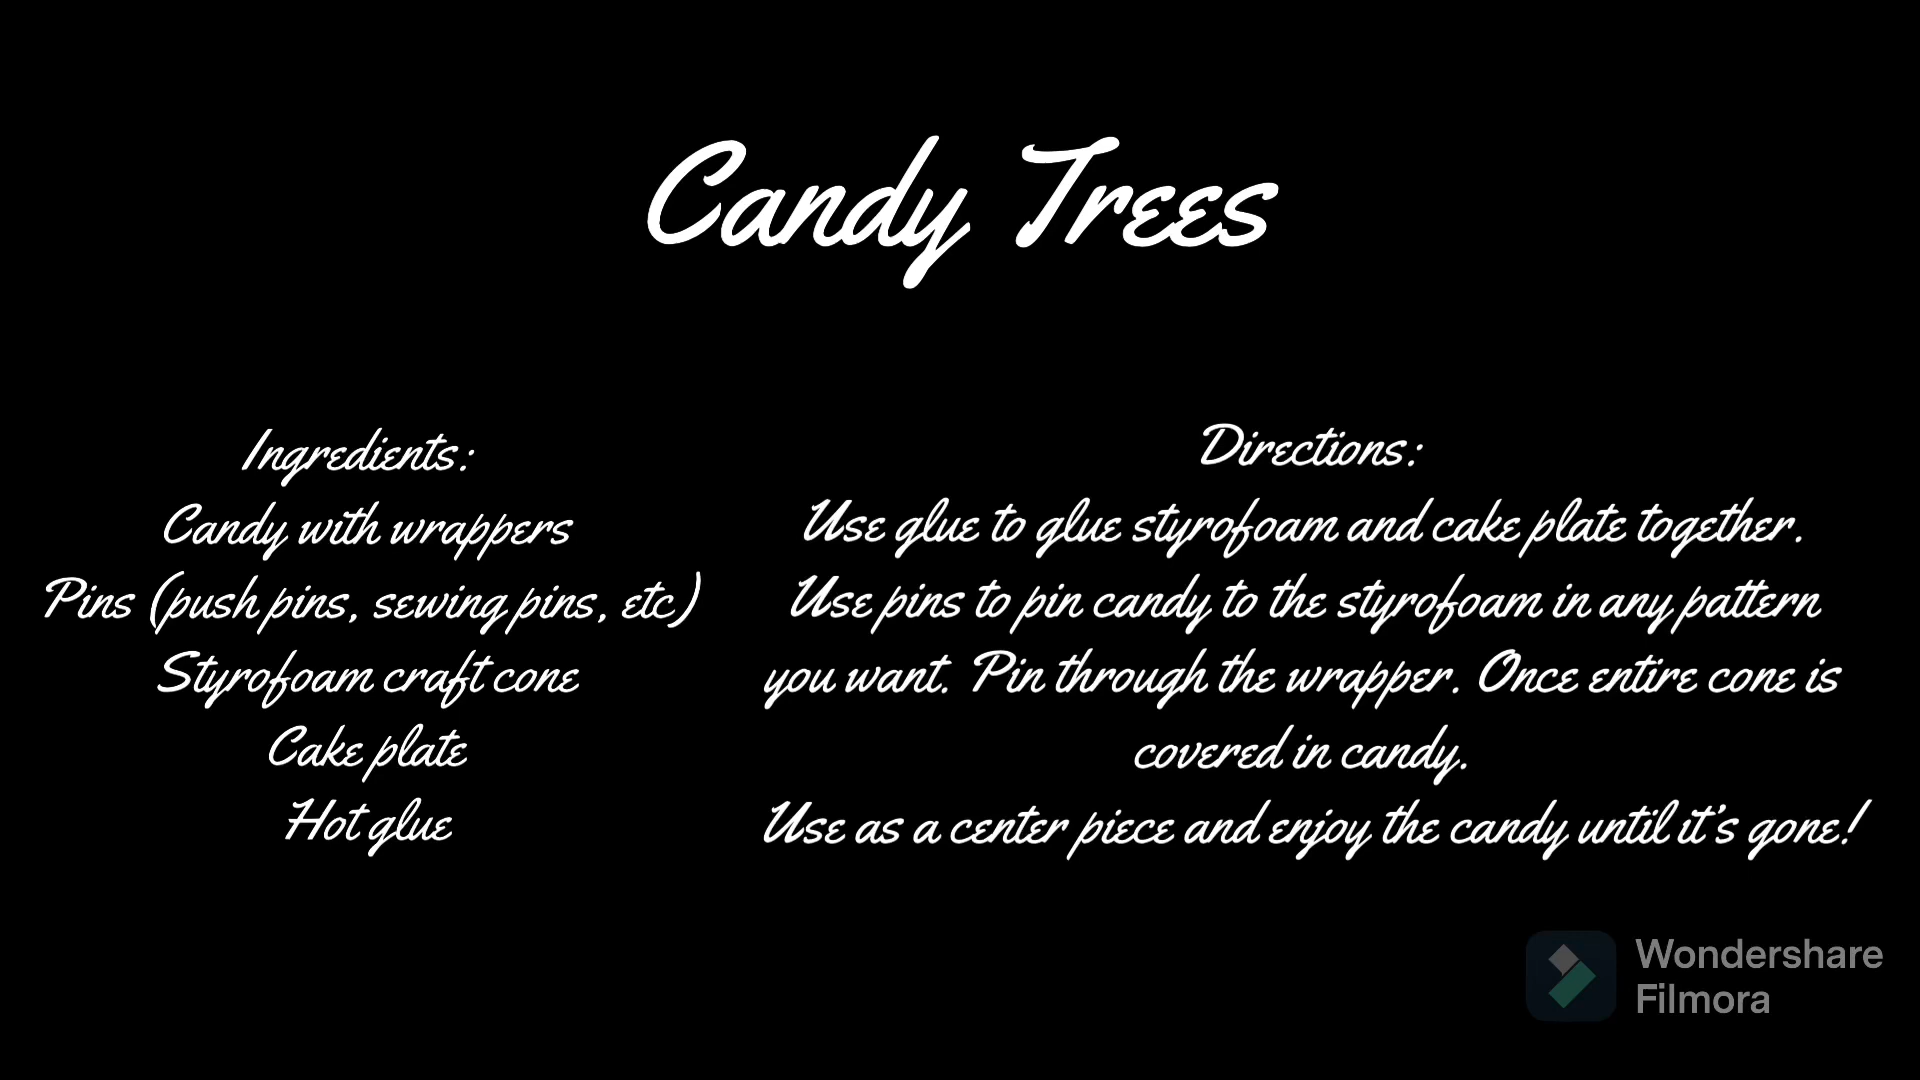 Candy Trees
Ingredients:
Candy with wrappers
Pins (push pins, sewing pins, etc)
Styrofoam craft cone
Cake plate
Hot glue
Directions:
Use glue to glue styrofoam and cake plate together.
Use pins to pin candy to the styrofoam in any pattern
you want. Pin through the wrapper. Once entire cone is
covered in candy.
Use as a center piece and enjoy the candy until it's gone!
Wondershare
Filmora